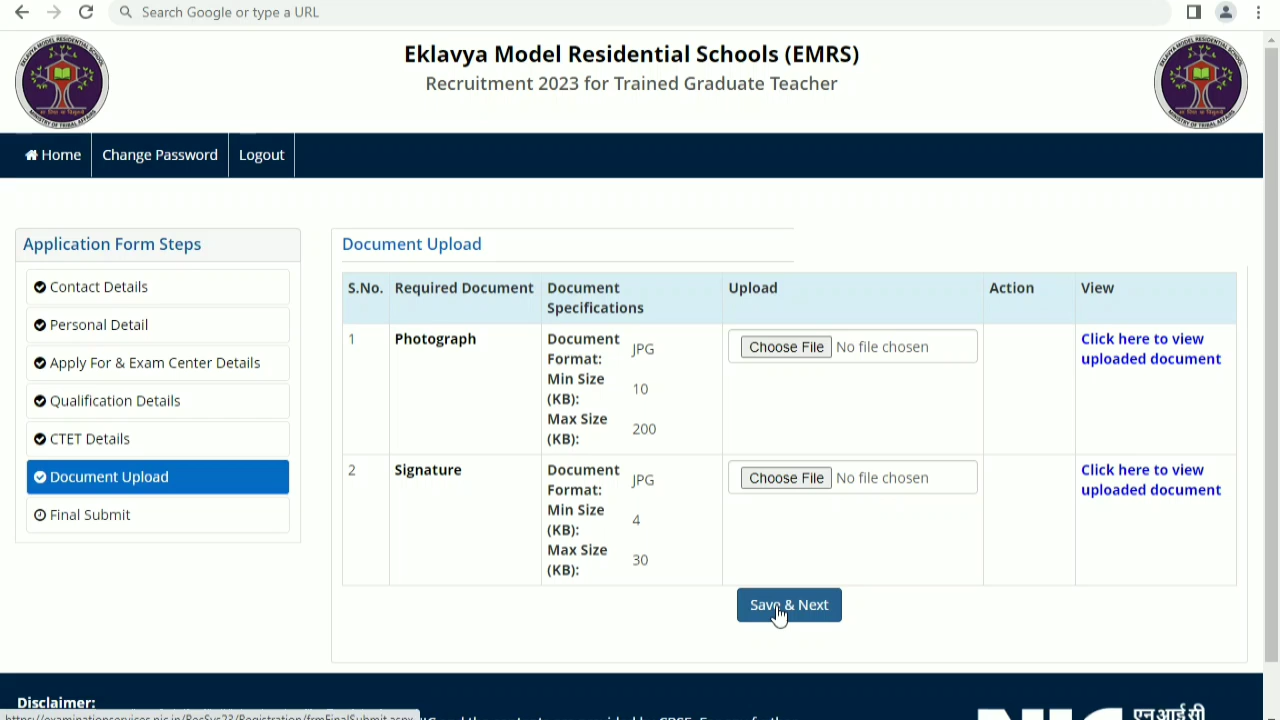 Search Google or type a URL
Eklavya Model Residential Schools (EMRS)
Recruitment 2023 for Trained Graduate Teacher
Home Change Password Logout
Application Form Steps
Contact Details
Personal Detail
Apply For & Exam Center Details
Qualification Details
CTET Details
Document Upload
Final Submit
Document Upload
S.No. Required Document Document Specifications Upload Action View
1 Photograph Document Format: JPG Choose File No file chosen Click here to view uploaded document
Min Size (KB): 10
Max Size (KB): 200
2 Signature Document Format: JPG Choose File No file chosen Click here to view uploaded document
Min Size (KB): 4
Max Size (KB): 30
Save & Next
Disclaimer:
एन आई सी